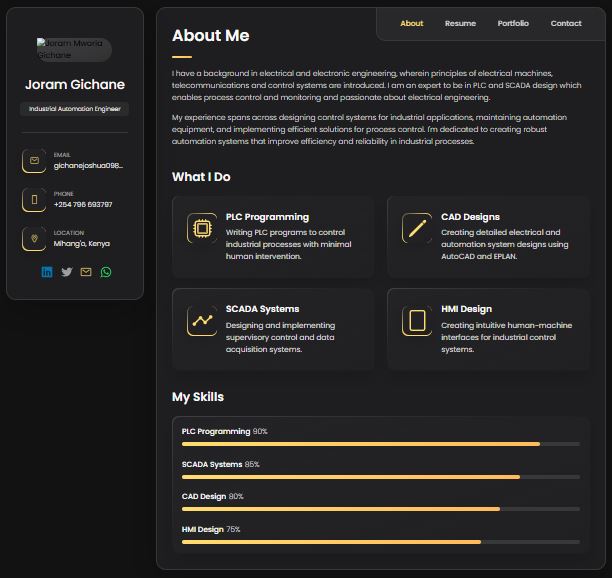 Joram Mworia
Gichane
Joram Gichane
Industrial Automation Engineer
EMAIL
gichanejoshua098...
PHONE
+254 796 693797
LOCATION
Mihang'o, Kenya
About Resume Portfolio Contact
About Me
I have a background in electrical and electronic engineering, wherein principles of electrical machines,
telecommunications and control systems are introduced. I am an expert to be in PLC and SCADA design which
enables process control and monitoring and passionate about electrical engineering.
My experience spans across designing control systems for industrial applications, maintaining automation
equipment, and implementing efficient solutions for process control. I'm dedicated to creating robust
automation systems that improve efficiency and reliability in industrial processes.
What I Do
PLC Programming
Writing PLC programs to control
industrial processes with minimal
human intervention.
CAD Designs
Creating detailed electrical and
automation system designs using
AutoCAD and EPLAN.
SCADA Systems
Designing and implementing
supervisory control and data
acquisition systems.
HMI Design
Creating intuitive human-machine
interfaces for industrial control
systems.
My Skills
PLC Programming 90%
SCADA Systems 85%
CAD Design 80%
HMI Design 75%